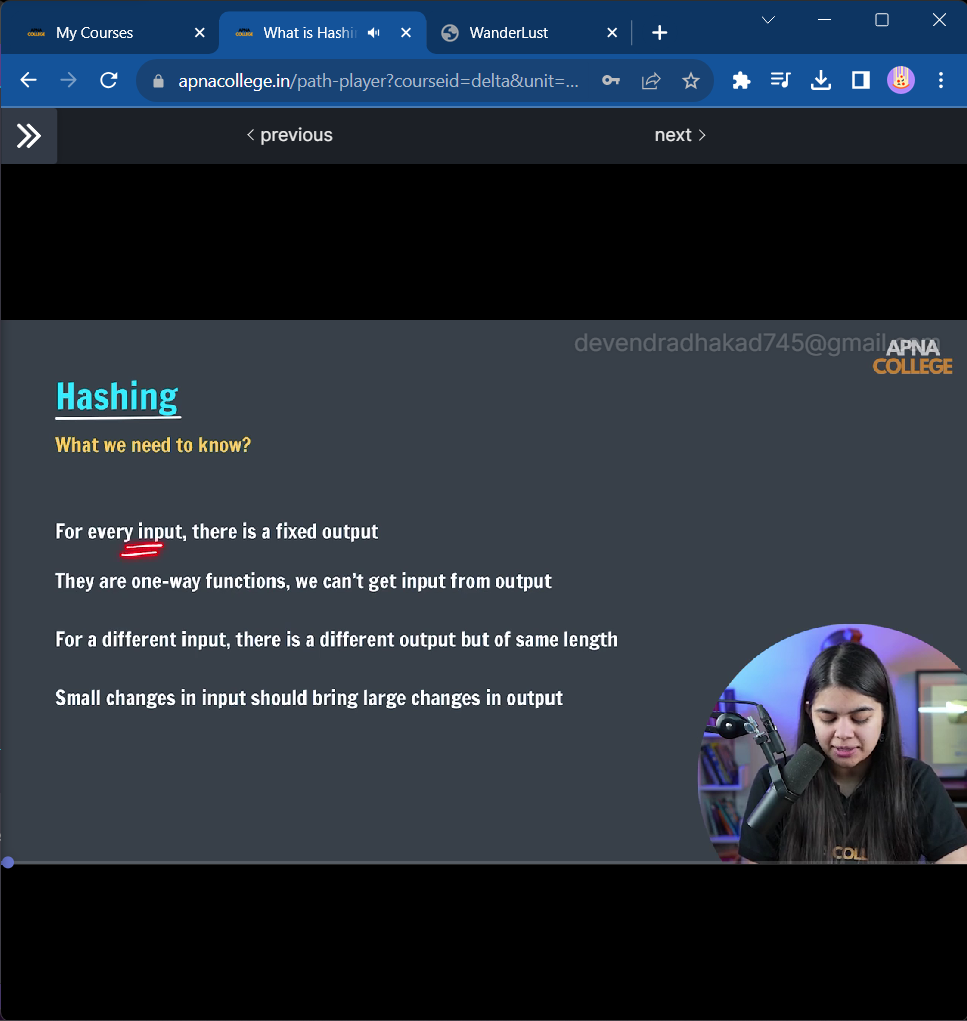 My Courses
What is Hashi
WanderLust
apnacollege.in/path-player?courseid=delta&unit=...
previous
next
devendradhakad745@gmail
APNA
COLLEGE
Hashing
What we need to know?
For every input, there is a fixed output
They are one-way functions, we can't get input from output
For a different input, there is a different output but of same length
Small changes in input should bring large changes in output
COLL